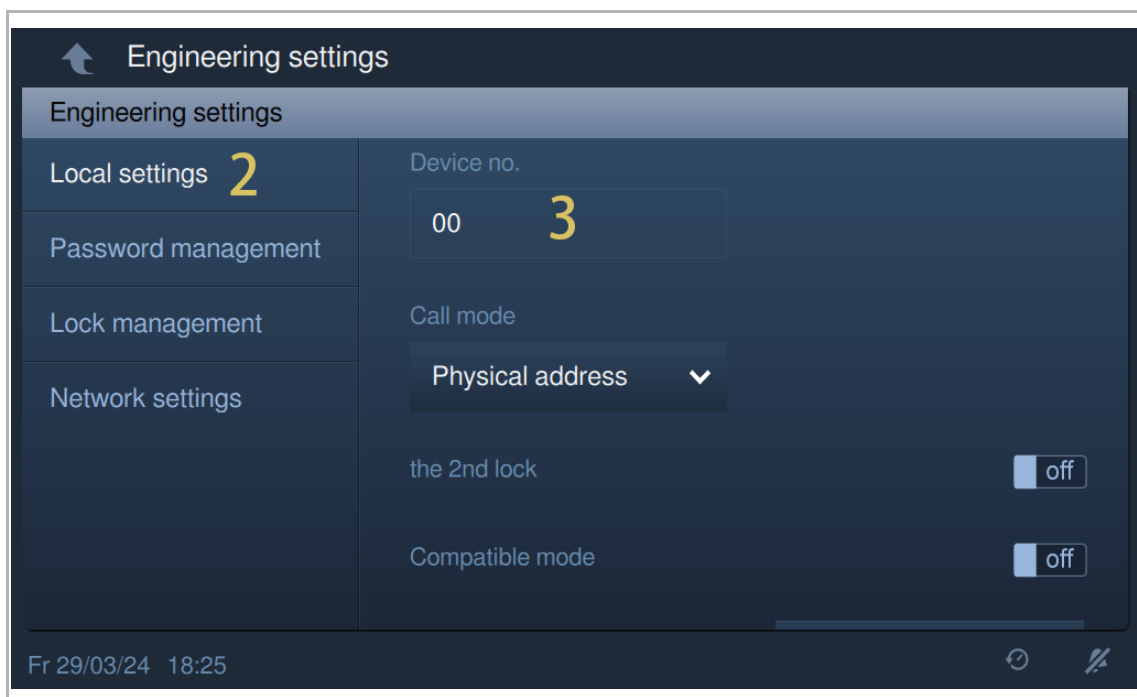 Engineering settings
Engineering settings
Local settings 2
Password management
Lock management
Network settings
Device no.
00 3
Call mode
Physical address
the 2nd lock off
Compatible mode off
Fr 29/03/24 18:25